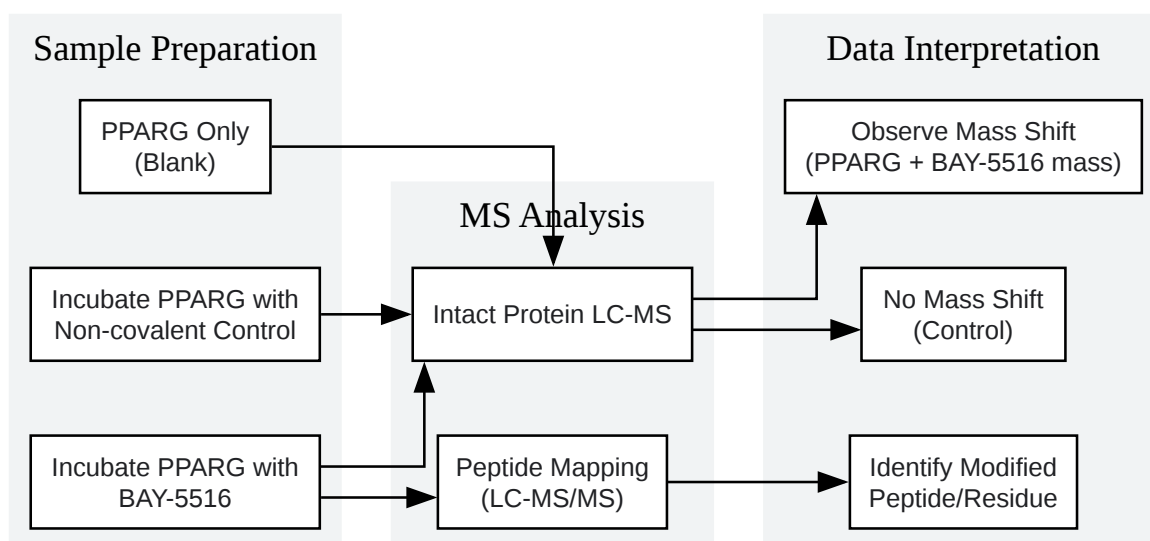 Sample Preparation
PPARG Only
(Blank)
Incubate PPARG with
Non-covalent Control
Incubate PPARG with
BAY-5516
MS Analysis
Intact Protein LC-MS
Peptide Mapping
(LC-MS/MS)
Data Interpretation
Observe Mass Shift
(PPARG + BAY-5516 mass)
No Mass Shift
(Control)
Identify Modified
Peptide/Residue